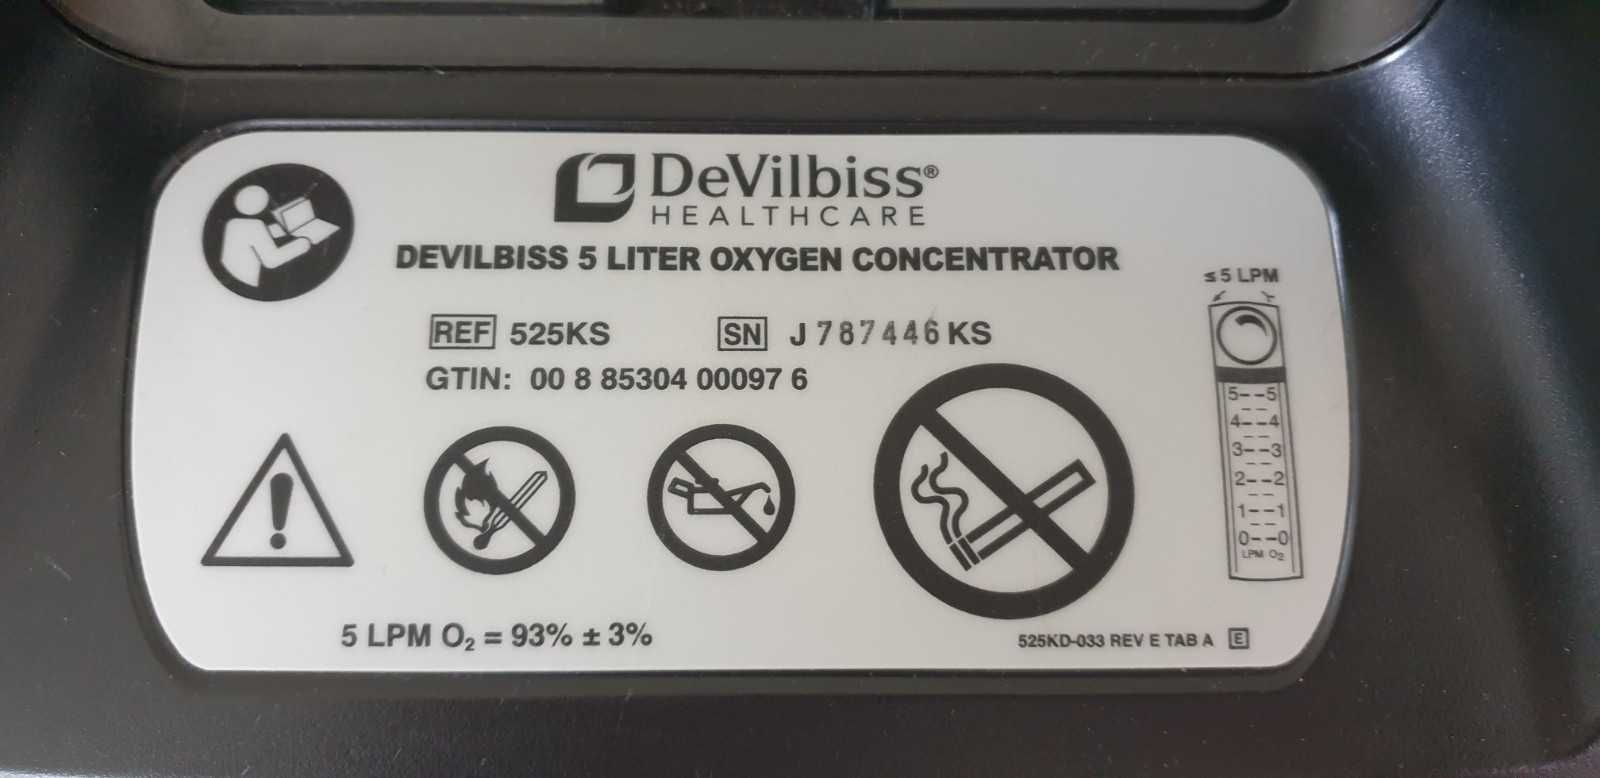 DeVilbiss®
HEALTHCARE
DEVILBISS 5 LITER OXYGEN CONCENTRATOR
REF 525KS SN J 787446 KS
GTIN: 00 8 85304 00097 6
≤ 5 LPM
5--5
4--4
3--3
2--2
1--1
0--0
LPM O₂
5 LPM O₂ = 93% ± 3%
525KD-033 REV E TAB A E